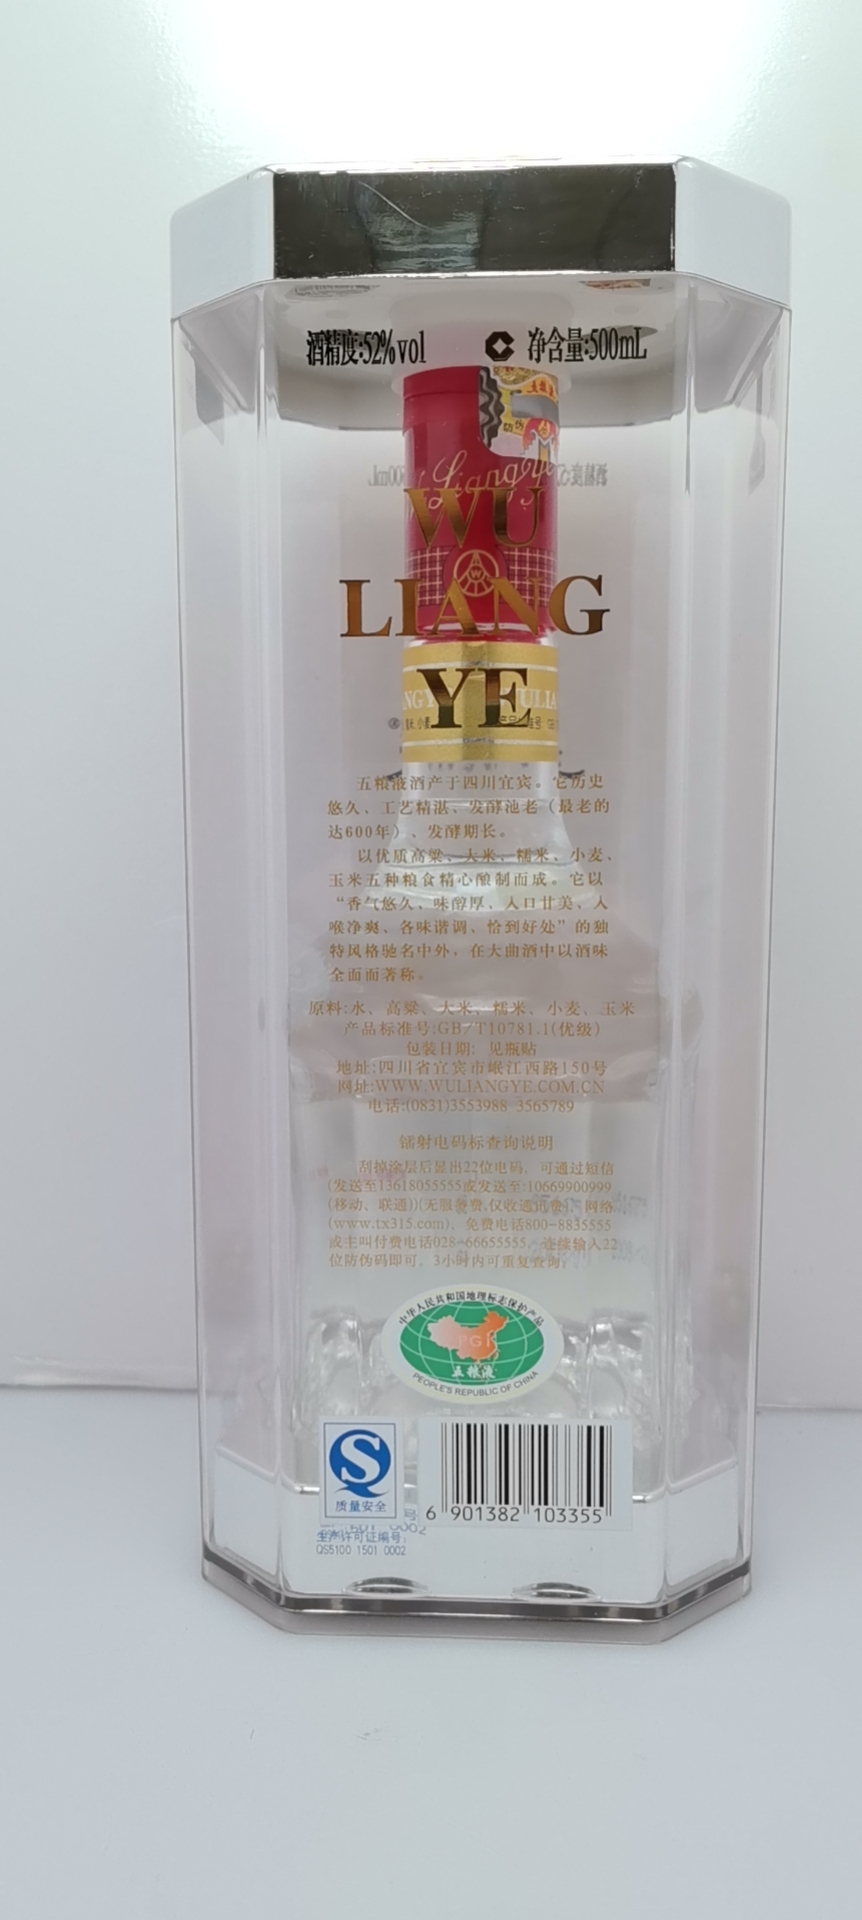 酒精度:52%vol
净含量:500mL
Liang Ye
WU
LIANG
YE
五粮液酒产于四川宜宾。它历史
悠久、工艺精湛、发酵池老（最老的
达600年）、发酵期长。
以优质高粱、大米、糯米、小麦、
玉米五种粮食精心酿制而成。它以
“香气悠久、味醇厚、入口甘美、入
喉净爽、各味谐调、恰到好处”的独
特风格驰名中外，在大曲酒中以酒味
全面而著称。
原料:水、高粱、大米、糯米、小麦、玉米
产品标准号:GB/T10781.1(优级)
包装日期: 见瓶贴
地址:四川省宜宾市岷江西路150号
网址:WWW.WULIANGYE.COM.CN
电话:(0831)3553988 3565789
镭射电码标查询说明
刮掉涂层后显出22位电码，可通过短信
(发送至13618055555或发送至:10669900999
(移动、联通))(无服务费,仅收通讯费)、网络
(www.tx315.com)、免费电话800-8835555
或主叫付费电话028-66655555，连续输入22
位防伪码即可，3小时内可重复查询。
中华人民共和国地理标志保护产品
PGI
五粮液
PEOPLE'S REPUBLIC OF CHINA
质量安全
6 901382 103355
生产许可证编号:
QS5100 1501 0002